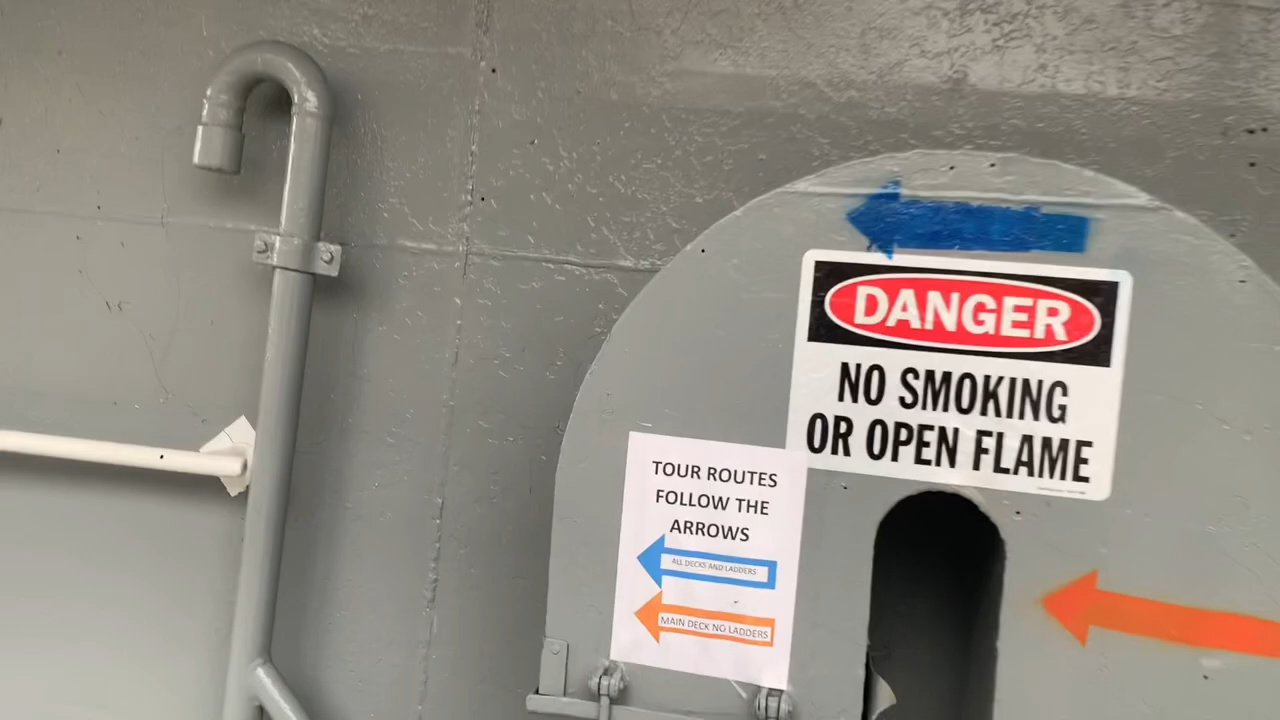 DANGER
NO SMOKING
OR OPEN FLAME
TOUR ROUTES
FOLLOW THE
ARROWS
ALL DECKS AND LADDERS
MAIN DECK NO LADDERS